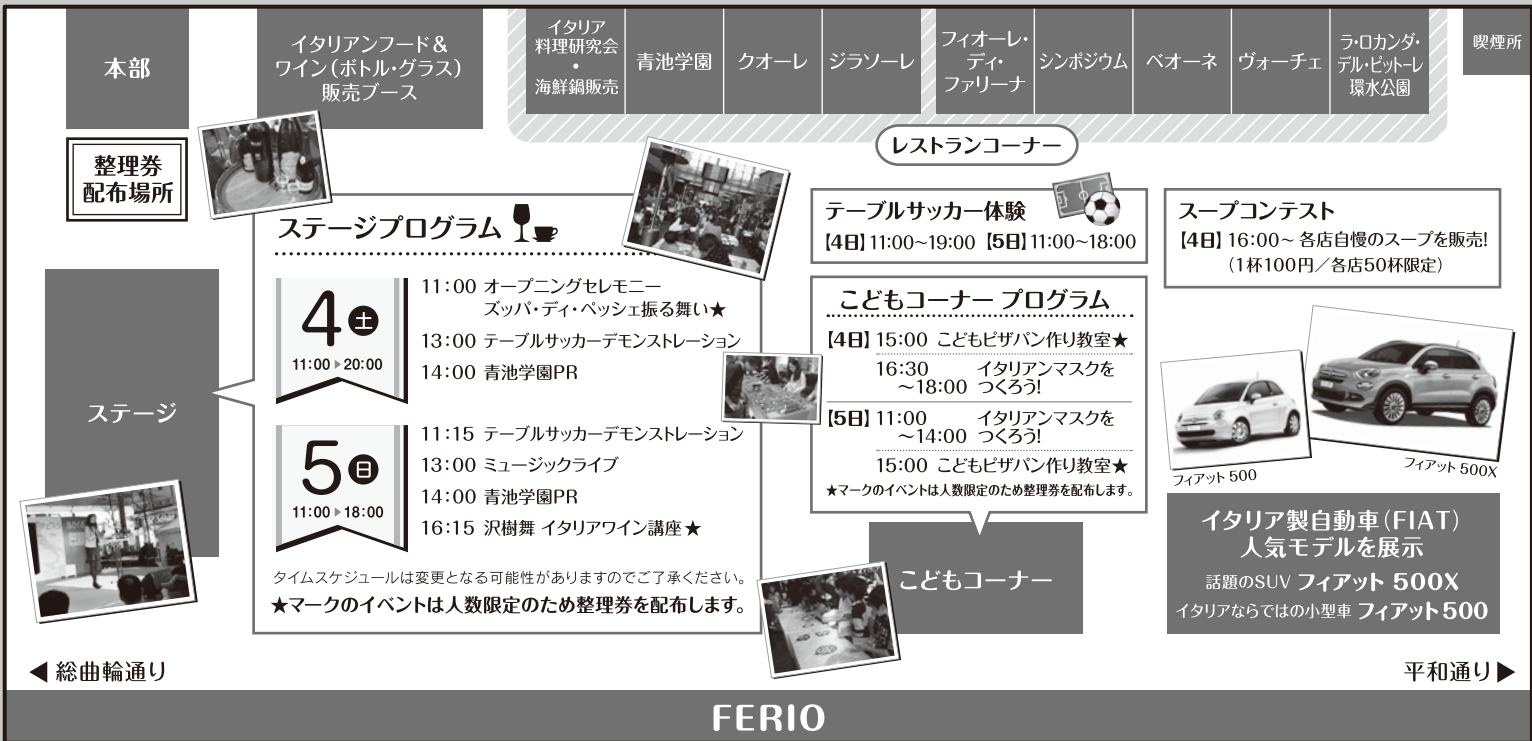 本部
イタリアンフード＆
ワイン（ボトル・グラス）
販売ブース
イタリア
料理研究会
・
海鮮鍋販売
青池学園
クオーレ
ジラソーレ
フィオーレ・
ディ・
ファリーナ
シンポジウム
ベオーネ
ヴォーチェ
ラ・ロカンダ・
デル・ピットーレ
環水公園
喫煙所
レストランコーナー
整理券
配布場所
ステージ
ステージプログラム
4土
11:00▶20:00
11:00 オープニングセレモニー
ズッパ・ディ・ペッシェ振る舞い★
13:00 テーブルサッカーデモンストレーション
14:00 青池学園PR
5日
11:00▶18:00
11:15 テーブルサッカーデモンストレーション
13:00 ミュージックライブ
14:00 青池学園PR
16:15 沢樹舞 イタリアワイン講座★
タイムスケジュールは変更となる可能性がありますのでご了承ください。
★マークのイベントは人数限定のため整理券を配布します。
テーブルサッカー体験
【4日】11:00～19:00【5日】11:00～18:00
こどもコーナー プログラム
【4日】15:00 こどもピザパン作り教室★
16:30 イタリアンマスクを
～18:00 つくろう!
【5日】11:00 イタリアンマスクを
～14:00 つくろう!
15:00 こどもピザパン作り教室★
★マークのイベントは人数限定のため整理券を配布します。
こどもコーナー
スープコンテスト
【4日】16:00～ 各店自慢のスープを販売!
（1杯100円／各店50杯限定）
フィアット 500
フィアット 500X
イタリア製自動車（FIAT）
人気モデルを展示
話題のSUV フィアット 500X
イタリアならではの小型車 フィアット500
◀ 総曲輪通り
平和通り ▶
FERIO